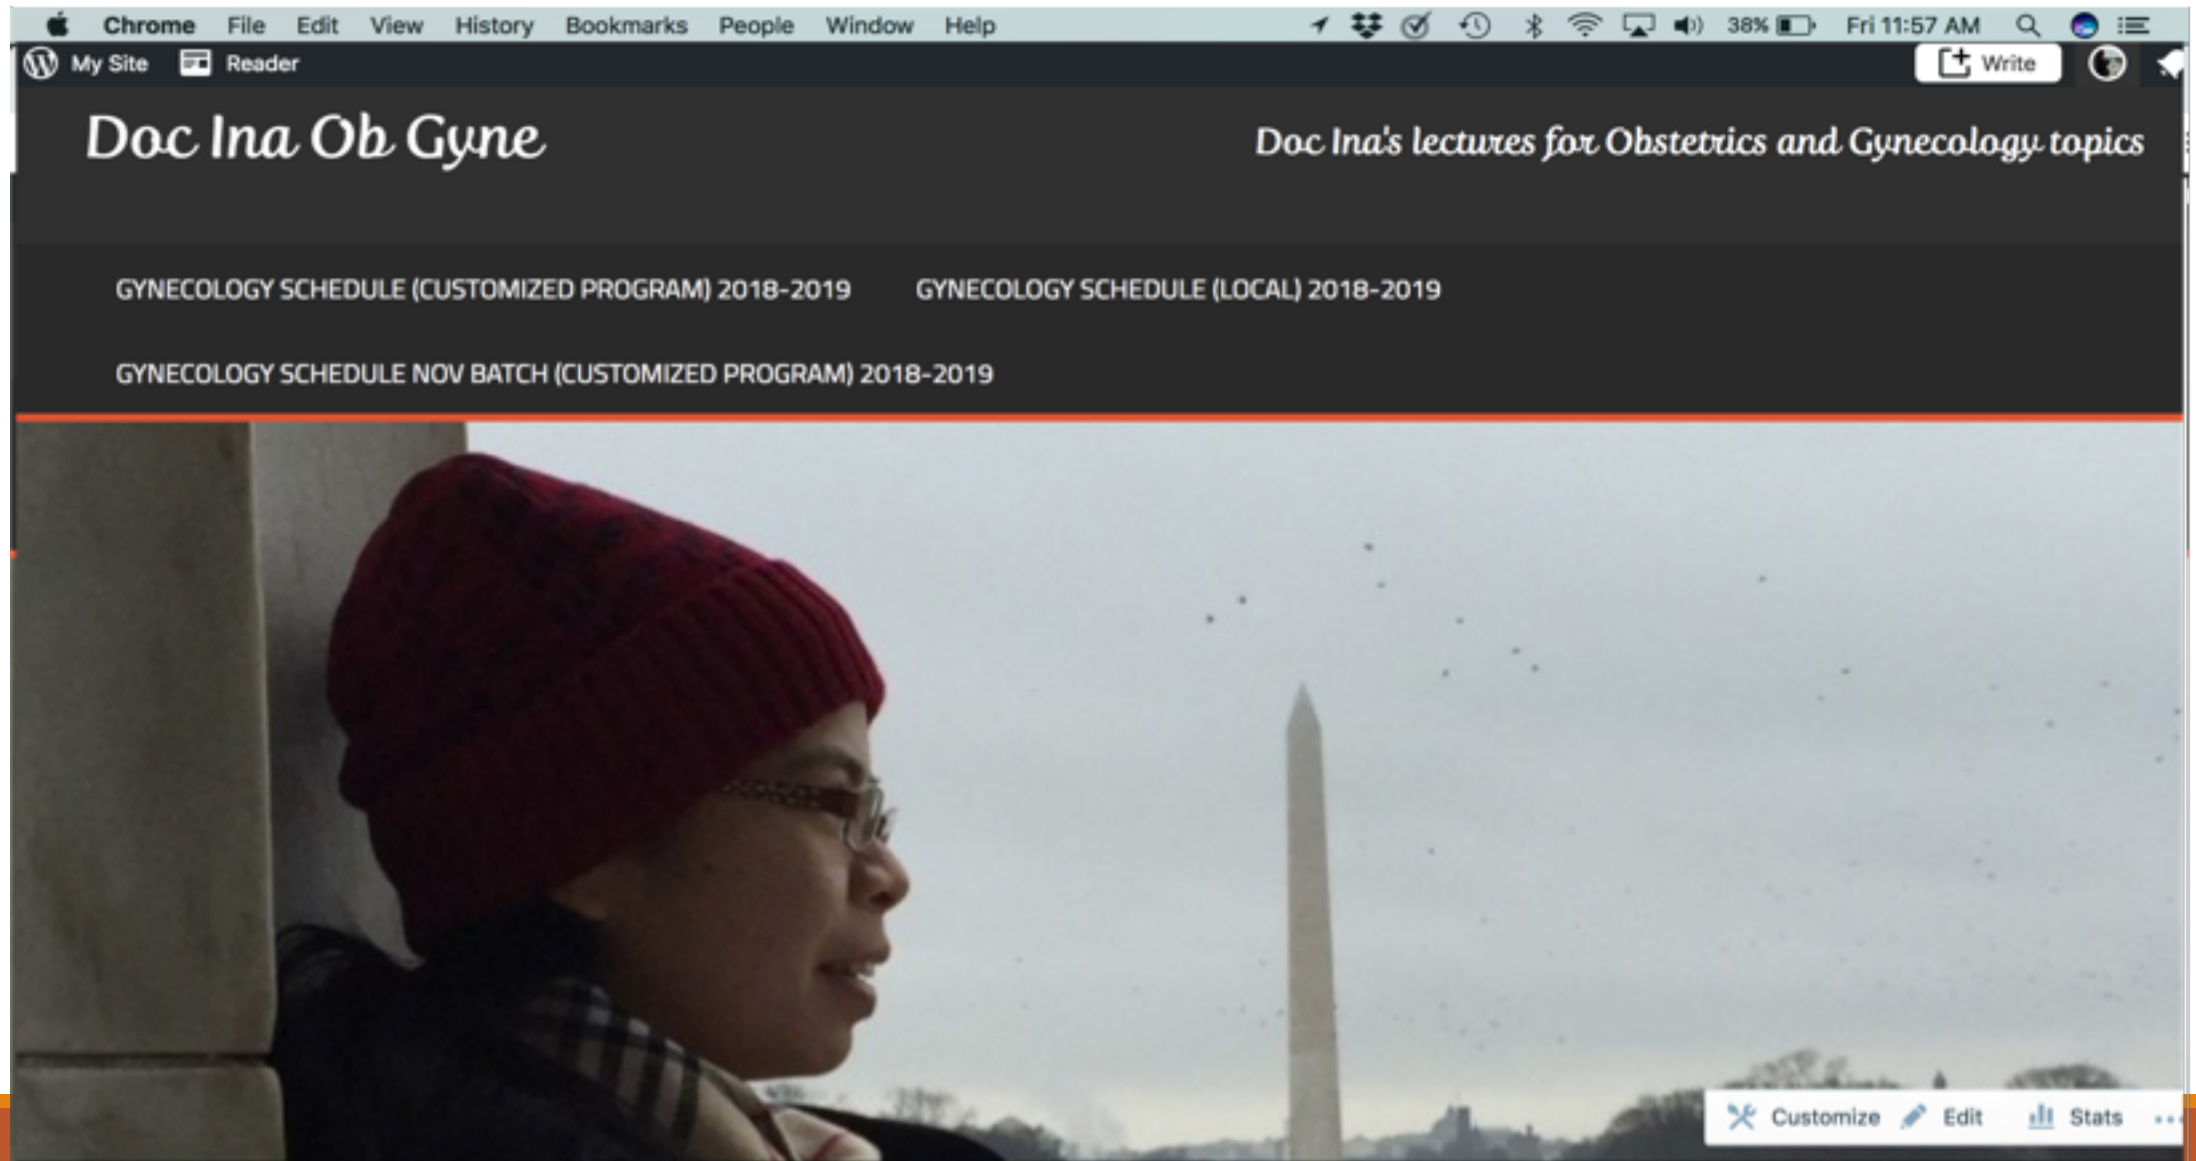 Chrome File Edit View History Bookmarks People Window Help 38% Fri 11:57 AM
My Site Reader Write
Doc Ina Ob Gyne Doc Ina's lectures for Obstetrics and Gynecology topics
GYNECOLOGY SCHEDULE (CUSTOMIZED PROGRAM) 2018-2019 GYNECOLOGY SCHEDULE (LOCAL) 2018-2019
GYNECOLOGY SCHEDULE NOV BATCH (CUSTOMIZED PROGRAM) 2018-2019
Customize Edit Stats